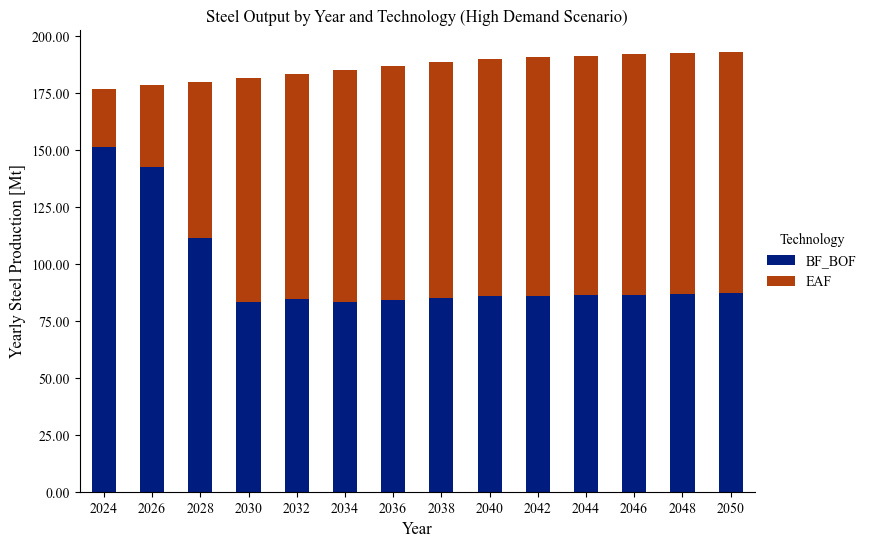 Steel Output by Year and Technology (High Demand Scenario)
Yearly Steel Production [Mt]
200.00
175.00
150.00
125.00
100.00
75.00
50.00
25.00
0.00
2024 2026 2028 2030 2032 2034 2036 2038 2040 2042 2044 2046 2048 2050
Year
Technology
BF_BOF
EAF